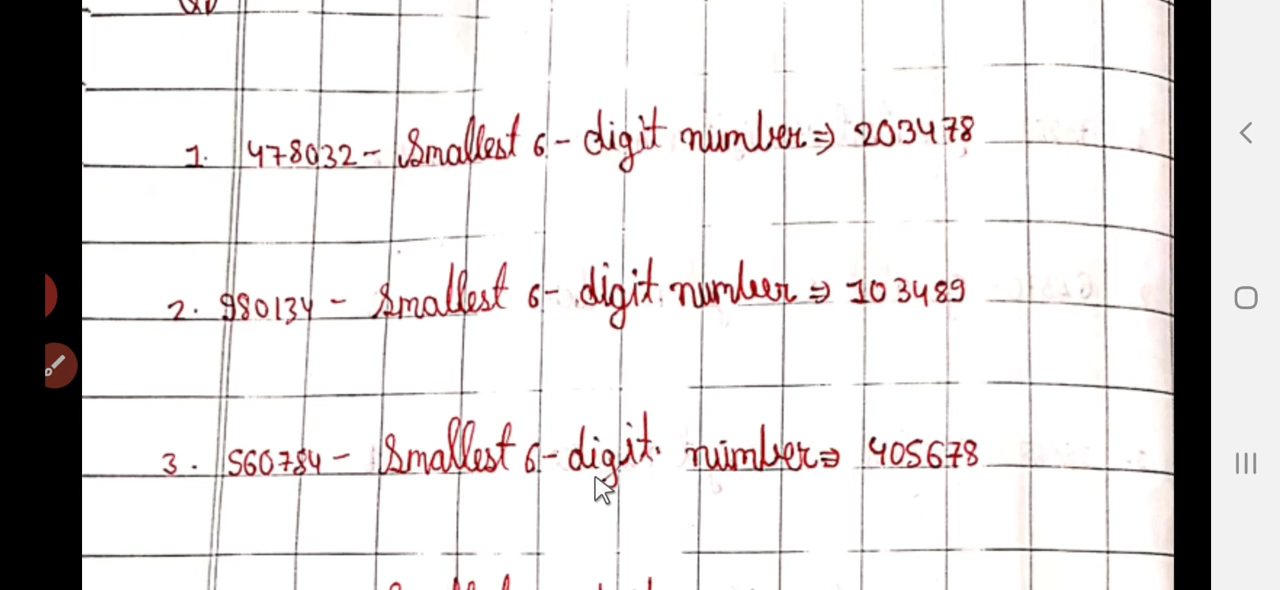 1. 478032 - Smallest 6 - digit number ⇒ 203478
2. 980134 - Smallest 6 - digit number ⇒ 103489
3. 560784 - Smallest 6 - digit. number ⇒ 405678